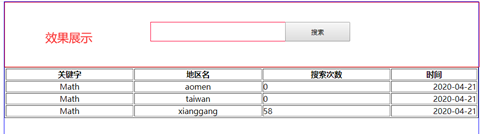 效果展示
搜索
关键字 地区名 搜索次数 时间
Math aomen 0 2020-04-21
Math taiwan 0 2020-04-21
Math xianggang 58 2020-04-21